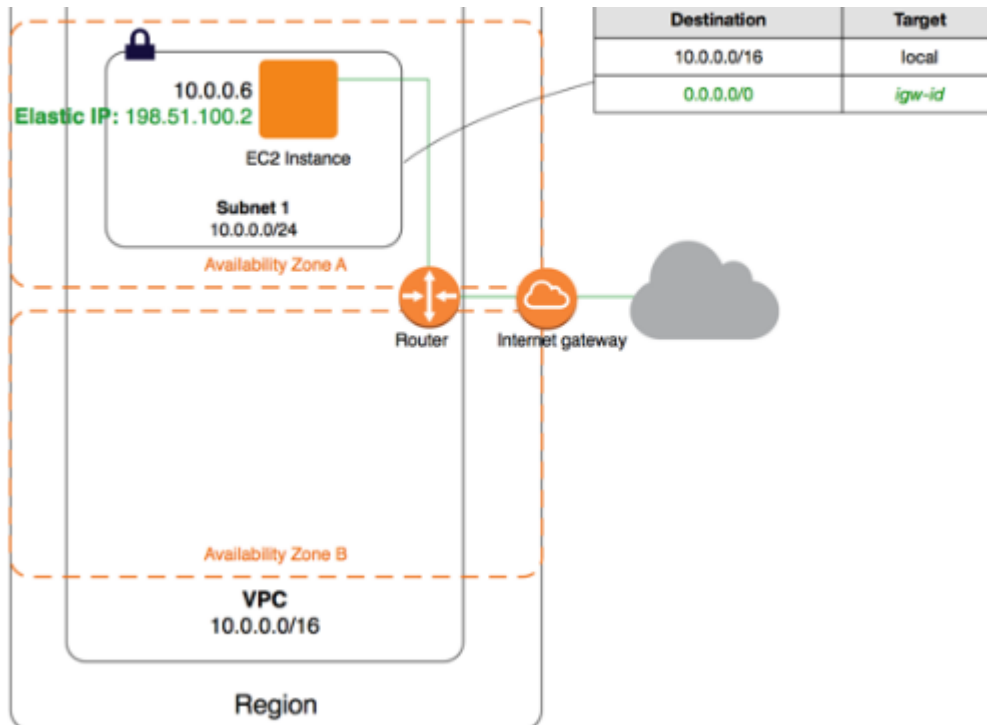 Destination Target
10.0.0.0/16 local
0.0.0.0/0 igw-id
10.0.0.6
Elastic IP: 198.51.100.2
EC2 Instance
Subnet 1
10.0.0.0/24
Availability Zone A
Router
Internet gateway
Availability Zone B
VPC
10.0.0.0/16
Region